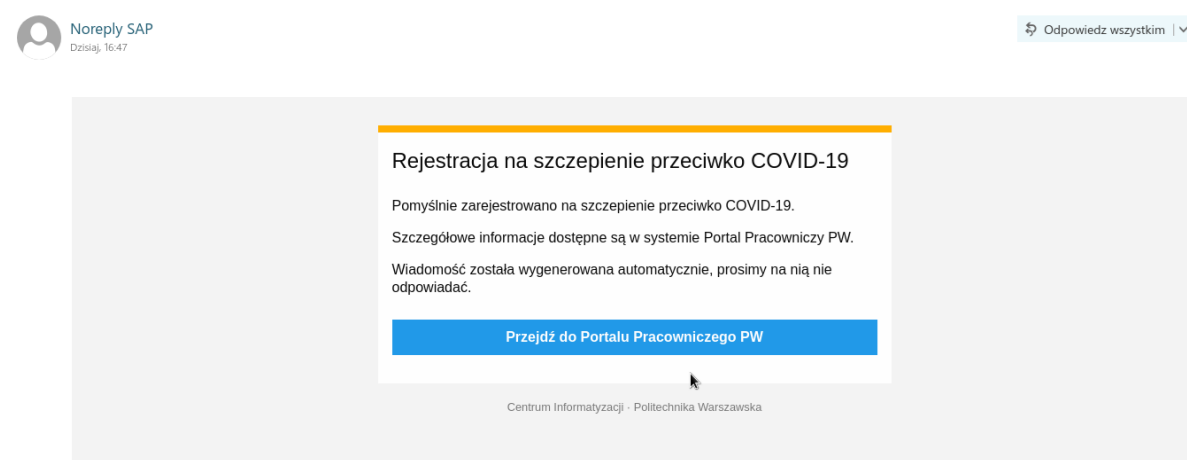 Noreply SAP
Dzisiaj, 16:47
Odpowiedz wszystkim
Rejestracja na szczepienie przeciwko COVID-19
Pomyślnie zarejestrowano na szczepienie przeciwko COVID-19.
Szczegółowe informacje dostępne są w systemie Portal Pracowniczy PW.
Wiadomość została wygenerowana automatycznie, prosimy na nią nie
odpowiadać.
Przejdź do Portalu Pracowniczego PW
Centrum Informatyzacji · Politechnika Warszawska